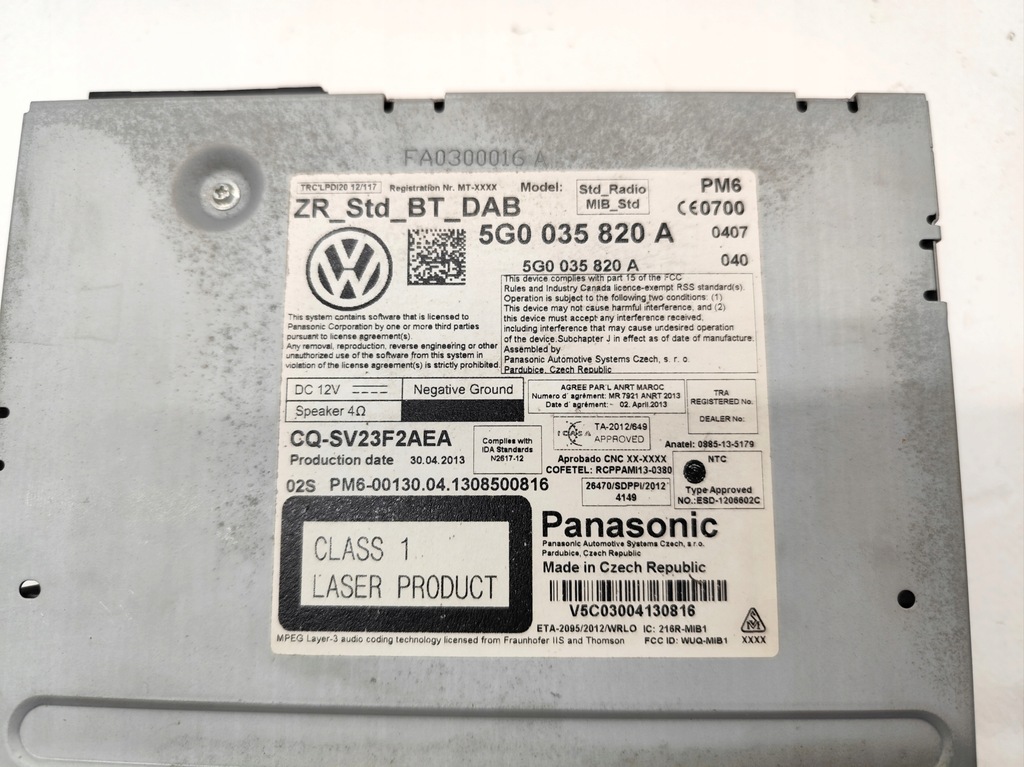 FA0300016 A
TRC'LPDI20 12/117 Registration Nr. MT-XXXX Model: Std_Radio PM6
MIB_Std
ZR_Std_BT_DAB CE0700
5G0 035 820 A 0407
5G0 035 820 A 040
This device complies with part 15 of the FCC
Rules and Industry Canada licence-exempt RSS standard(s).
Operation is subject to the following two conditions: (1)
This device may not cause harmful interference, and (2)
this device must accept any interference received,
including interference that may cause undesired operation
of the device.Subchapter J in effect as of date of manufacture.
Assembled by
Panasonic Automotive Systems Czech, s. r. o.
Pardubice, Czech Republic
This system contains software that is licensed to
Panasonic Corporation by one or more third parties
pursuant to license agreement(s).
Any removal, reproduction, reverse engineering or other
unauthorized use of the software from this system in
violation of the license agreement(s) is strictly prohibited.
DC 12V Negative Ground
Speaker 4Ω
AGREE PAR'L ANRT MAROC
Numero d'agrément: MR 7921 ANRT 2013
Date d'agrément: - 02. April.2013
TRA
REGISTERED No.
DEALER No:
CQ-SV23F2AEA
Production date 30.04.2013
Complies with
IDA Standards
N2617-12
ICASA TA-2012/649
APPROVED
Anatel: 0985-13-5179
Aprobado CNC XX-XXXX
COFETEL: RCPPAMI13-0380
NTC
Type Approved
NO.:ESD-1206602C
02S PM6-00130.04.1308500816
26470/SDPPI/2012
4149
CLASS 1
LASER PRODUCT
Panasonic
Panasonic Automotive Systems Czech, s.r.o.
Pardubice, Czech Republic
Made in Czech Republic
V5C03004130816
ETA-2095/2012/WRLO IC: 216R-MIB1
MPEG Layer-3 audio coding technology licensed from Fraunhofer IIS and Thomson FCC ID: WUQ-MIB1 XXXX